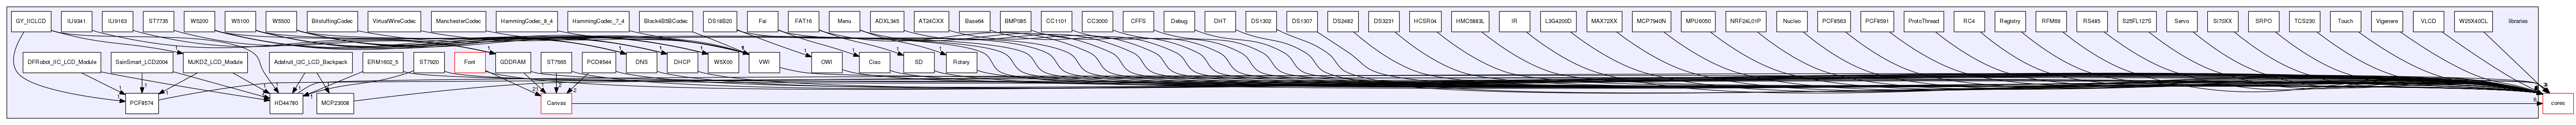 GY_IICLCD ILI9341 ILI9163 ST7735 W5200 W5100 W5500 BitstuffingCodec VirtualWireCodec ManchesterCodec HammingCodec_8_4 HammingCodec_7_4 Block4B5BCodec DS18B20 Fai FAT16 Menu ADXL345 AT24CXX Base64 BMP085 CC1101 CC3000 CFFS Debug DHT DS1302 DS1307 DS2482 DS3231 HCSR04 HMC5883L IR L3G4200D MAX72XX MCP7940N MPU6050 NRF24L01P Nucleo PCF8563 PCF8591 ProtoThread RC4 Registry RFM69 RS485 S25FL127S Servo Si70XX SRPO TCS230 Touch Vigenere VLCD W25X40CL libraries
DFRobot_IIC_LCD_Module SainSmart_LCD2004 MJKDZ_LCD_Module Adafruit_I2C_LCD_Backpack ERM1602_5 ST7920 Font GDDRAM ST7565 PCD8544 DNS DHCP W5X00 VWI OWI Ciao SD Rotary
PCF8574 HD44780 MCP23008 Canvas cores